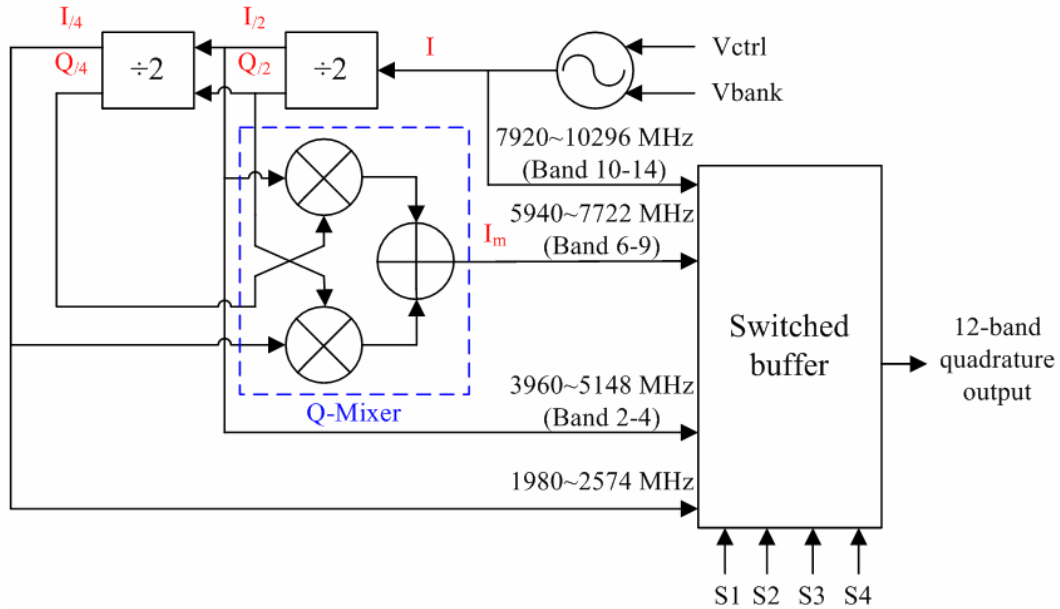 I/4
I/2
I
Vctrl
Q/4
÷2
Q/2
÷2
Vbank
7920~10296 MHz
(Band 10-14)
5940~7722 MHz
(Band 6-9)
Im
Switched
buffer
12-band
quadrature
output
3960~5148 MHz
(Band 2-4)
Q-Mixer
1980~2574 MHz
S1 S2 S3 S4